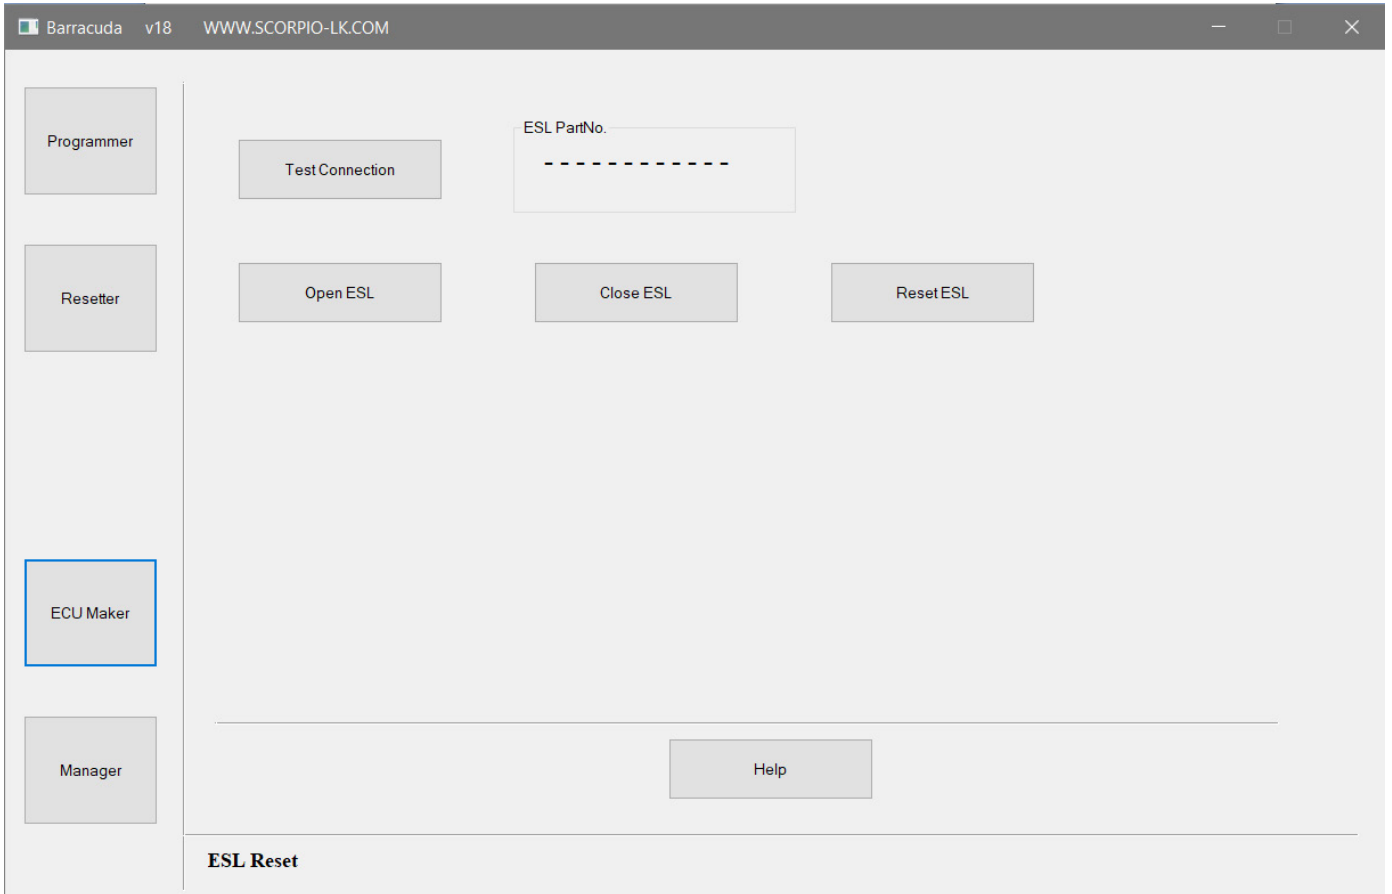 Barracuda v18 WWW.SCORPIO-LK.COM
Programmer
Resetter
ECU Maker
Manager
Test Connection
ESL PartNo.
------------
Open ESL
Close ESL
Reset ESL
Help
ESL Reset